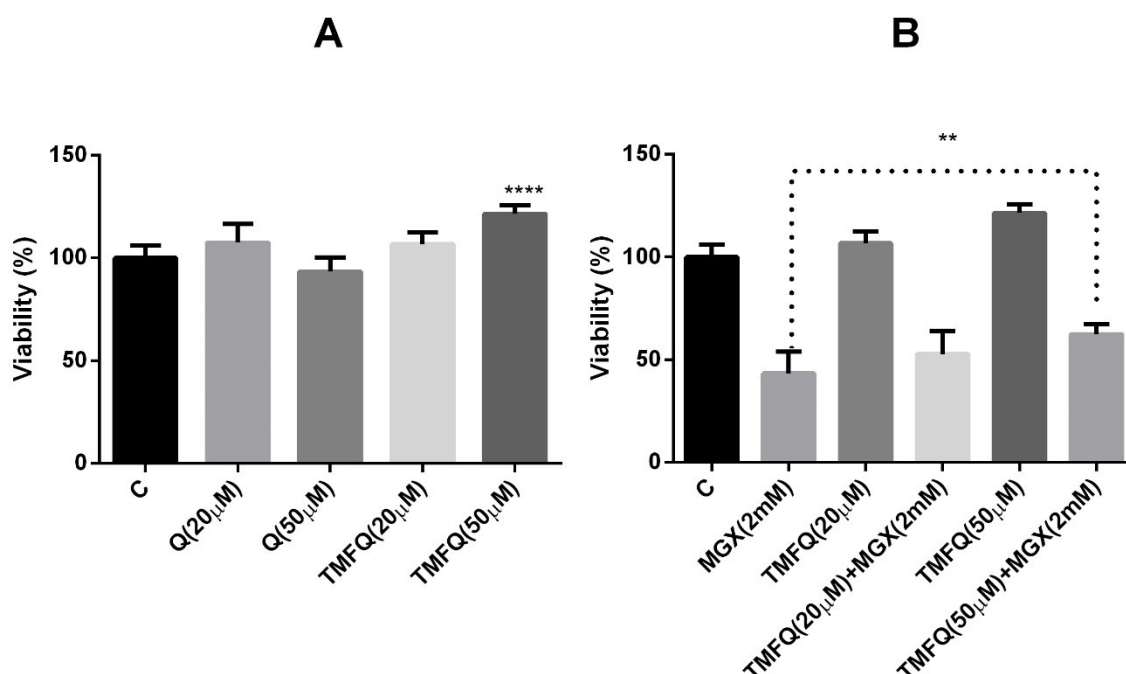 A
Viability (%)
150
100
50
0
****
C
Q(20μM)
Q(50μM)
TMFQ(20μM)
TMFQ(50μM)
B
Viability (%)
150
100
50
0
**
C
MGX(2mM)
TMFQ(20μM)
TMFQ(20μM)+MGX(2mM)
TMFQ(50μM)
TMFQ(50μM)+MGX(2mM)